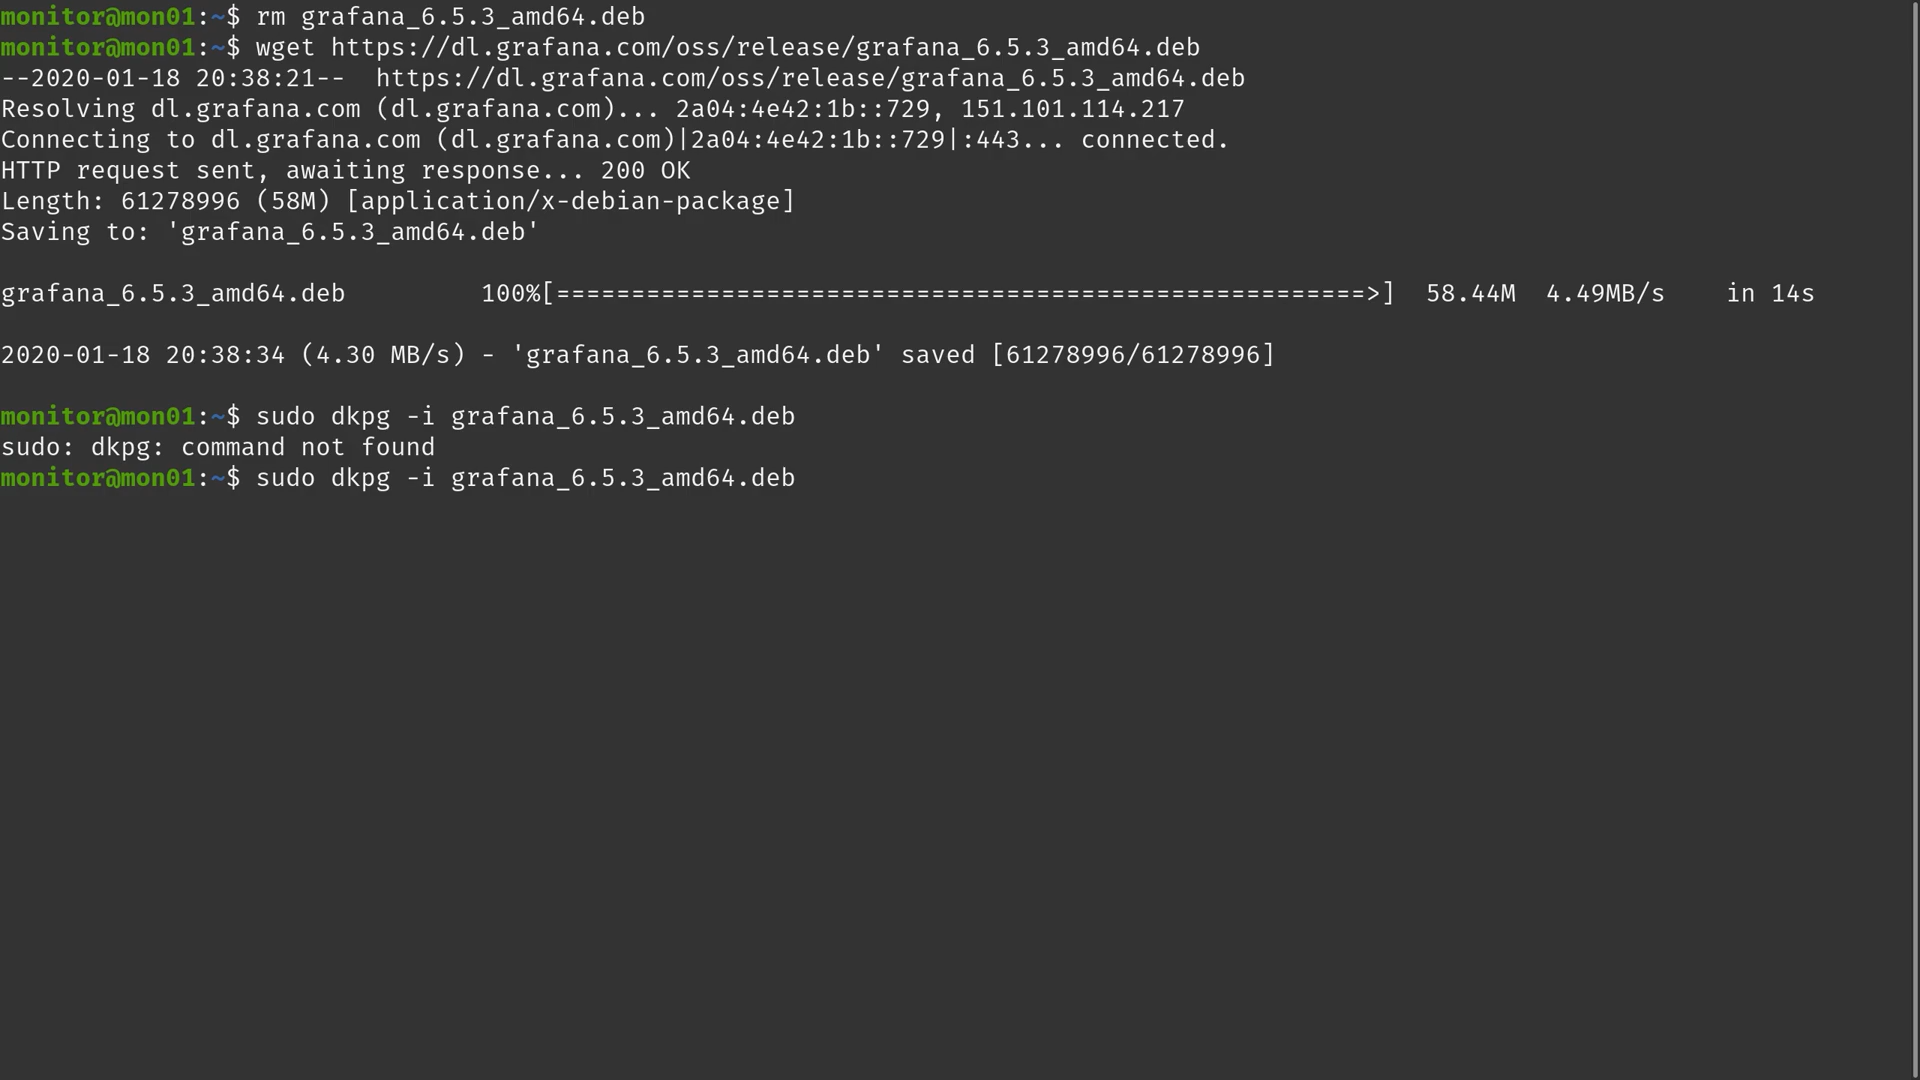 monitor@mon01:~$ rm grafana_6.5.3_amd64.deb
monitor@mon01:~$ wget https://dl.grafana.com/oss/release/grafana_6.5.3_amd64.deb
--2020-01-18 20:38:21--  https://dl.grafana.com/oss/release/grafana_6.5.3_amd64.deb
Resolving dl.grafana.com (dl.grafana.com)... 2a04:4e42:1b::729, 151.101.114.217
Connecting to dl.grafana.com (dl.grafana.com)|2a04:4e42:1b::729|:443... connected.
HTTP request sent, awaiting response... 200 OK
Length: 61278996 (58M) [application/x-debian-package]
Saving to: 'grafana_6.5.3_amd64.deb'
grafana_6.5.3_amd64.deb         100%[======================================================>]  58.44M  4.49MB/s    in 14s
2020-01-18 20:38:34 (4.30 MB/s) - 'grafana_6.5.3_amd64.deb' saved [61278996/61278996]
monitor@mon01:~$ sudo dkpg -i grafana_6.5.3_amd64.deb
sudo: dkpg: command not found
monitor@mon01:~$ sudo dkpg -i grafana_6.5.3_amd64.deb